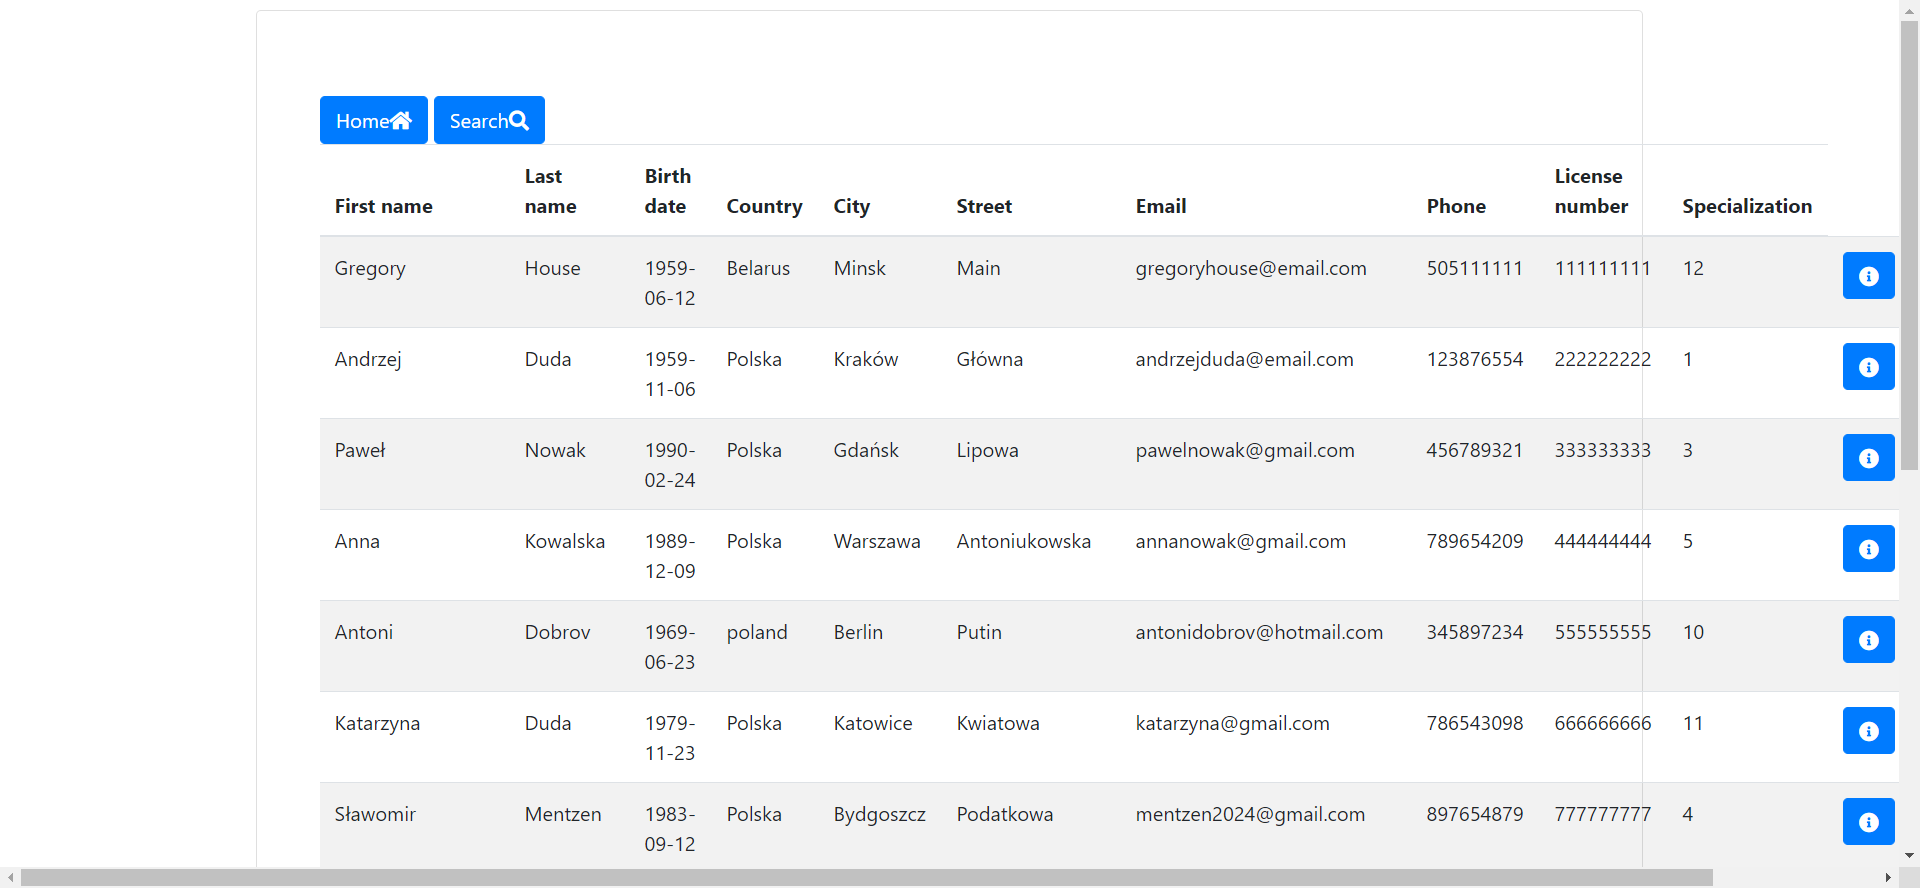 Home Search
First name Last name Birth date Country City Street Email Phone License number Specialization
Gregory House 1959-06-12 Belarus Minsk Main gregoryhouse@email.com 505111111 111111111 12
Andrzej Duda 1959-11-06 Polska Kraków Główna andrzejduda@email.com 123876554 222222222 1
Paweł Nowak 1990-02-24 Polska Gdańsk Lipowa pawelnowak@gmail.com 456789321 333333333 3
Anna Kowalska 1989-12-09 Polska Warszawa Antoniukowska annanowak@gmail.com 789654209 444444444 5
Antoni Dobrov 1969-06-23 poland Berlin Putin antonidobrov@hotmail.com 345897234 555555555 10
Katarzyna Duda 1979-11-23 Polska Katowice Kwiatowa katarzyna@gmail.com 786543098 666666666 11
Sławomir Mentzen 1983-09-12 Polska Bydgoszcz Podatkowa mentzen2024@gmail.com 897654879 777777777 4